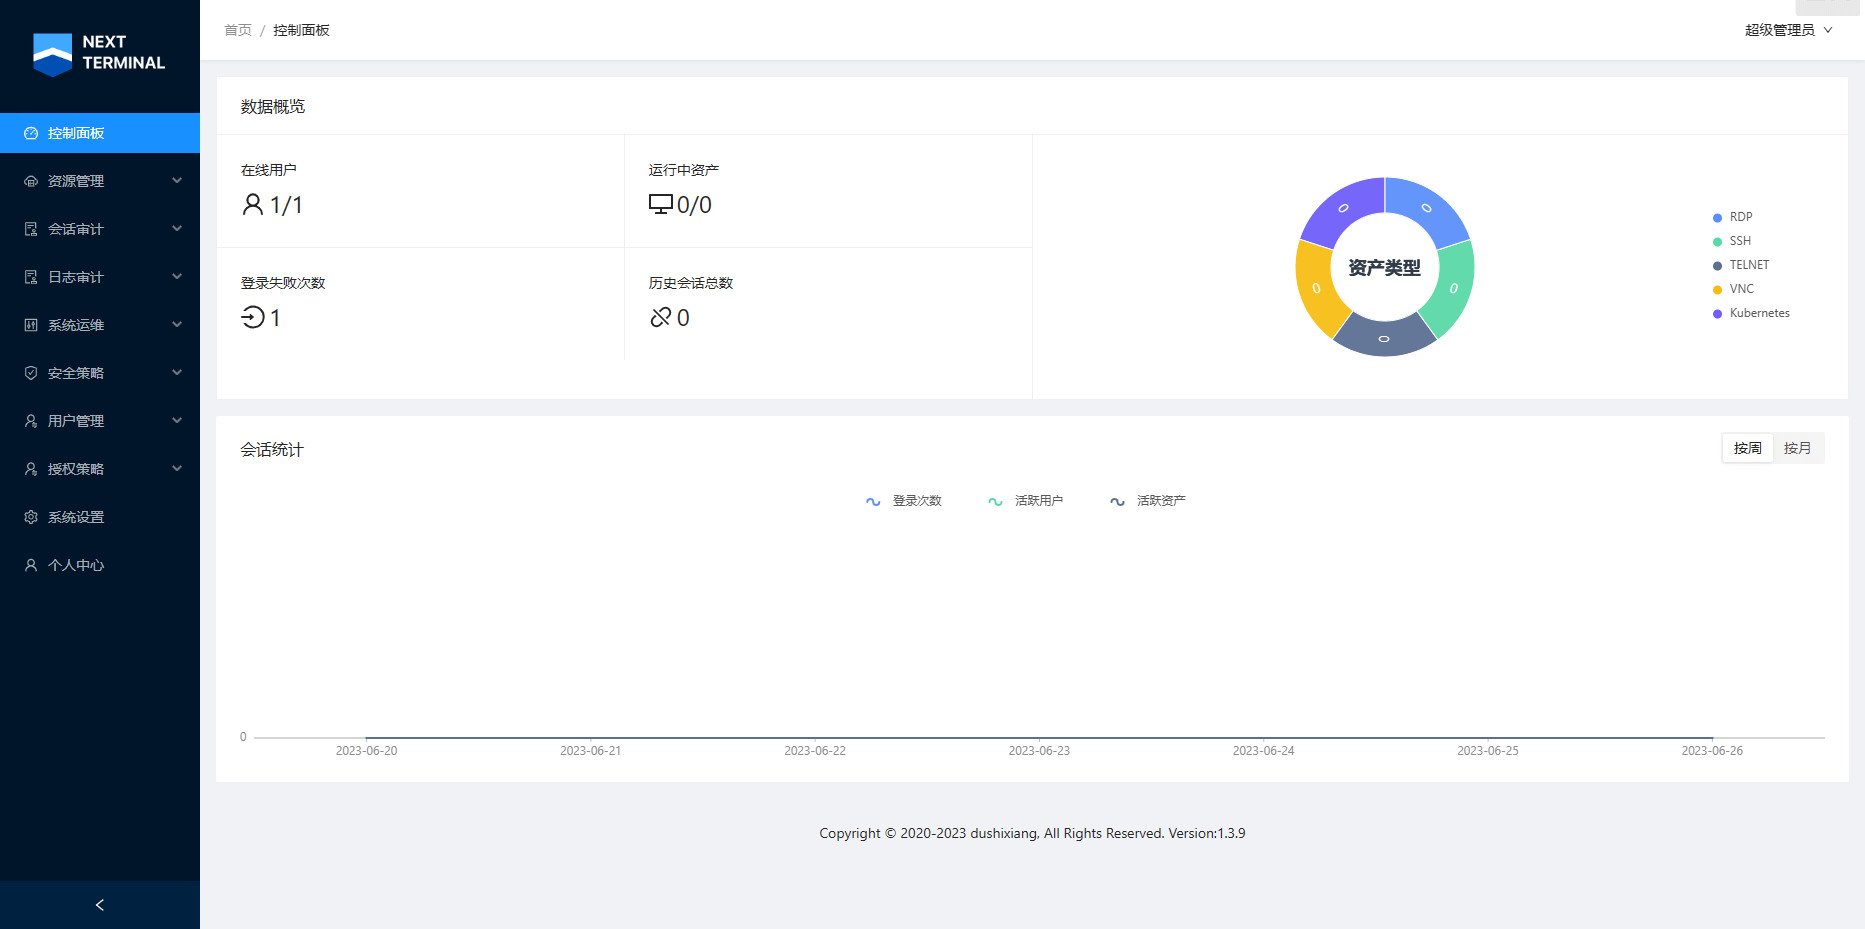 NEXT
TERMINAL
控制面板
资源管理
会话审计
日志审计
系统运维
安全策略
用户管理
授权策略
系统设置
个人中心
首页 / 控制面板
超级管理员
数据概览
在线用户
1/1
运行中资产
0/0
登录失败次数
1
历史会话总数
0
0
0
0
0
0
资产类型
RDP
SSH
TELNET
VNC
Kubernetes
会话统计
按周 按月
登录次数 活跃用户 活跃资产
0
2023-06-20 2023-06-21 2023-06-22 2023-06-23 2023-06-24 2023-06-25 2023-06-26
Copyright © 2020-2023 dushixiang, All Rights Reserved. Version:1.3.9